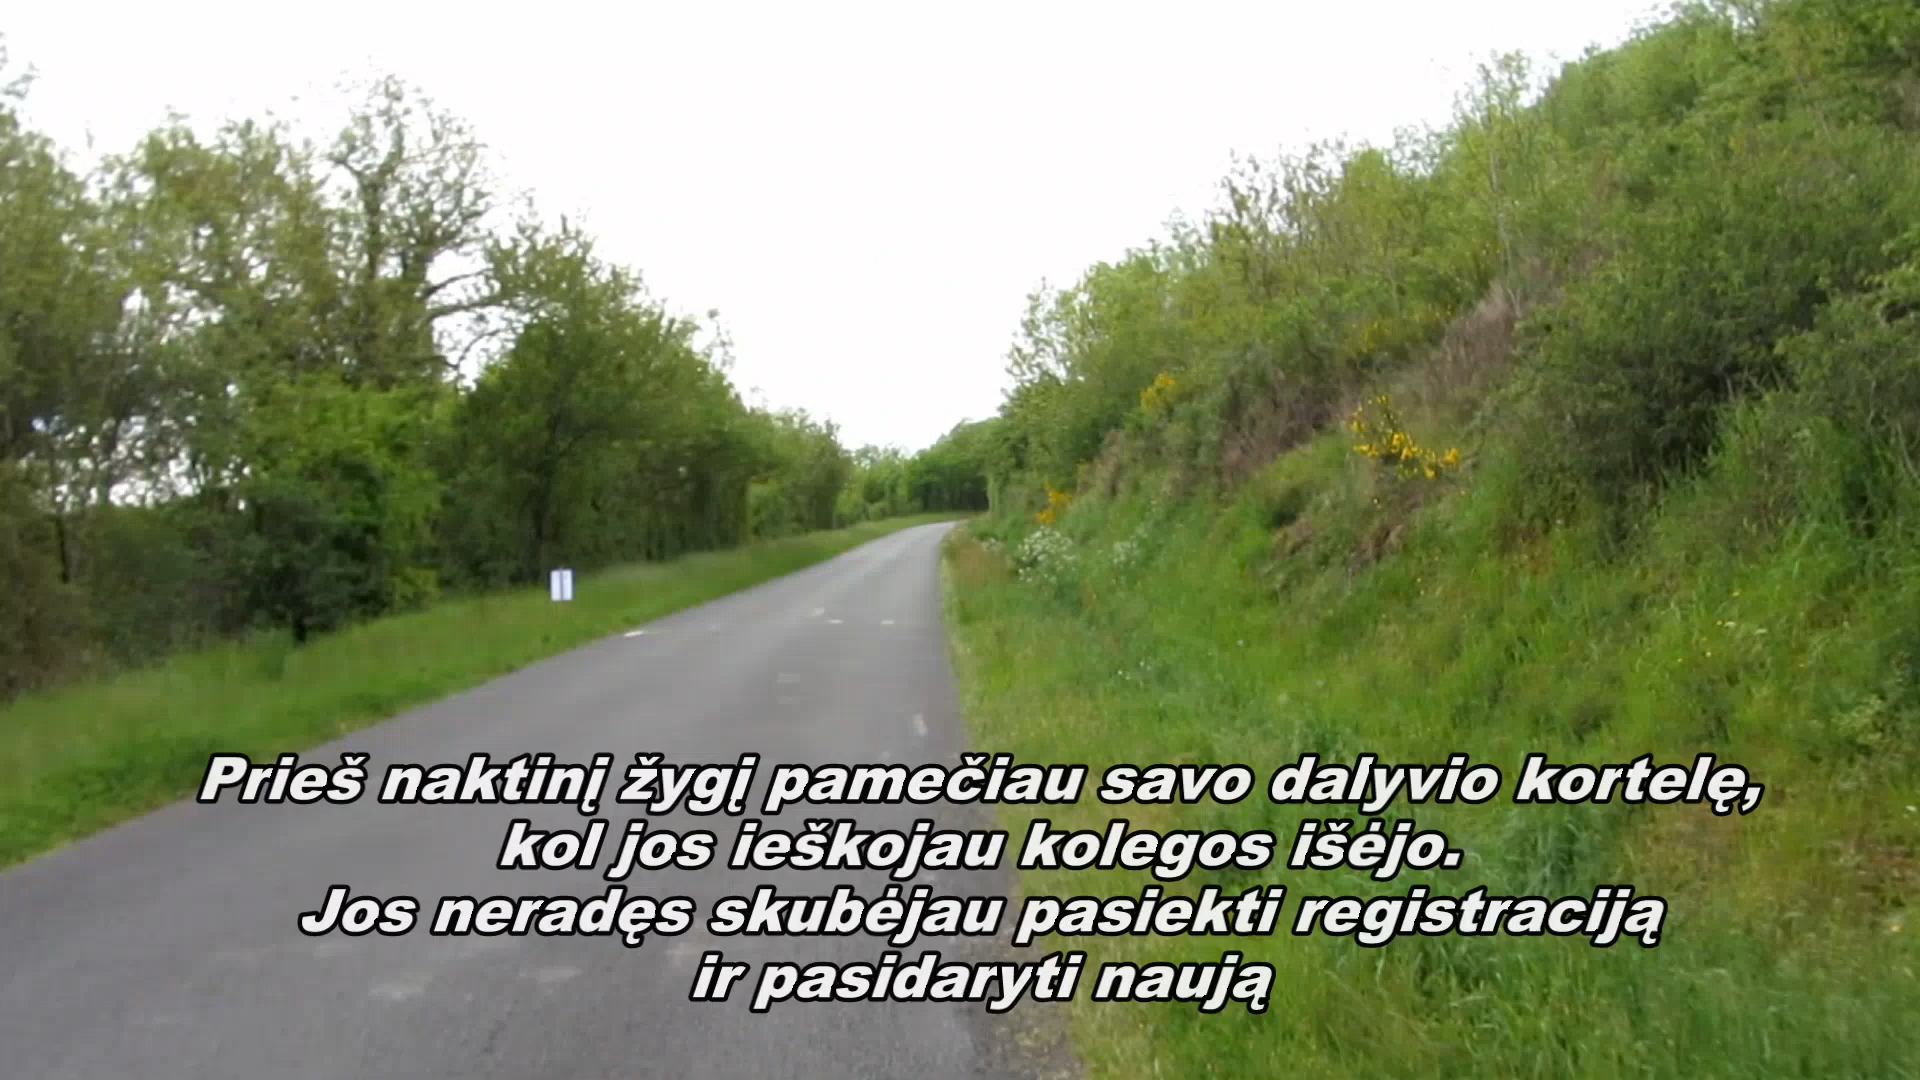 Prieš naktinį žygį pamečiau savo dalyvio kortelę,
kol jos ieškojau kolegos išėjo.
Jos neradęs skubėjau pasiekti registraciją
ir pasidaryti naują